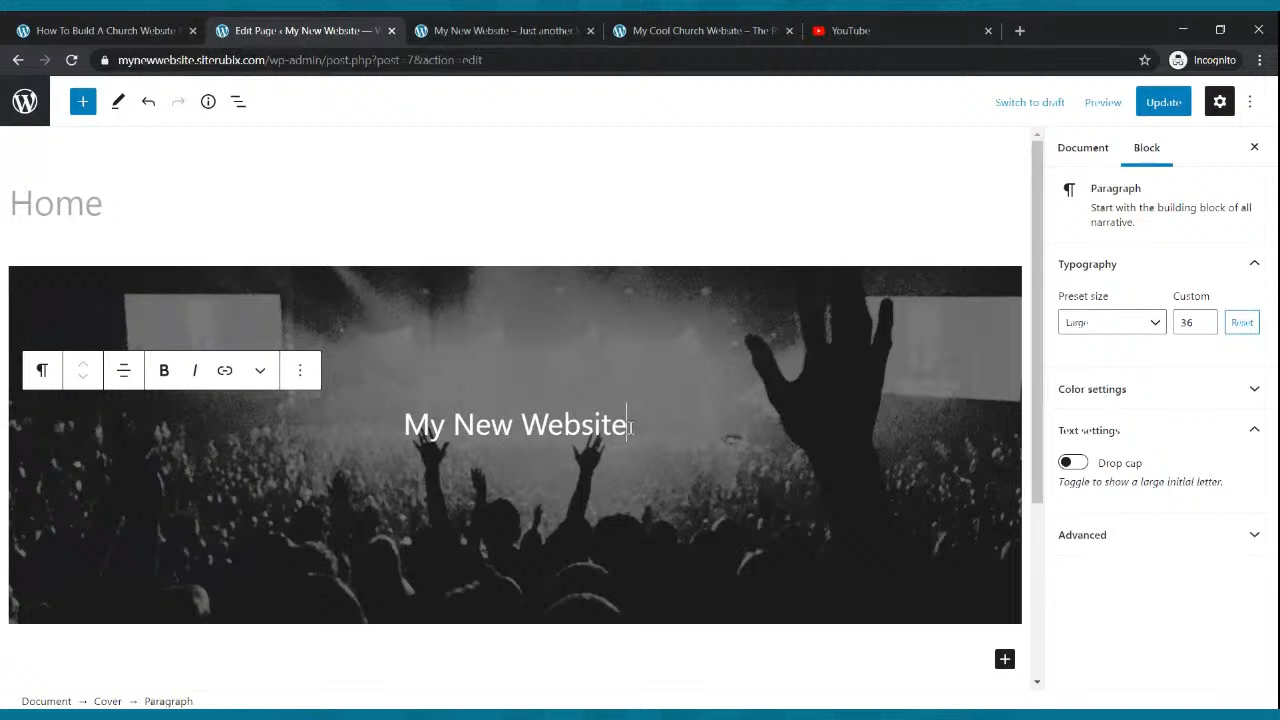 How To Build A Church Website
Edit Page ‹ My New Website —
My New Website – Just another
My Cool Church Website – The P
YouTube
mynewwebsite.siterubix.com/wp-admin/post.php?post=7&action=edit
Incognito
Switch to draft
Preview
Update
Document
Block
Home
Paragraph
Start with the building block of all
narrative.
Typography
Preset size
Custom
Large
36
Reset
B I
My New Website
Color settings
Text settings
Drop cap
Toggle to show a large initial letter.
Advanced
Document → Cover → Paragraph